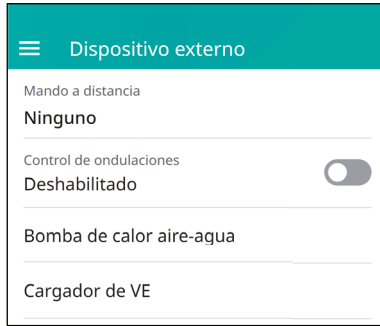 Dispositivo externo
Mando a distancia
Ninguno
Control de ondulaciones
Deshabilitado
Bomba de calor aire-agua
Cargador de VE